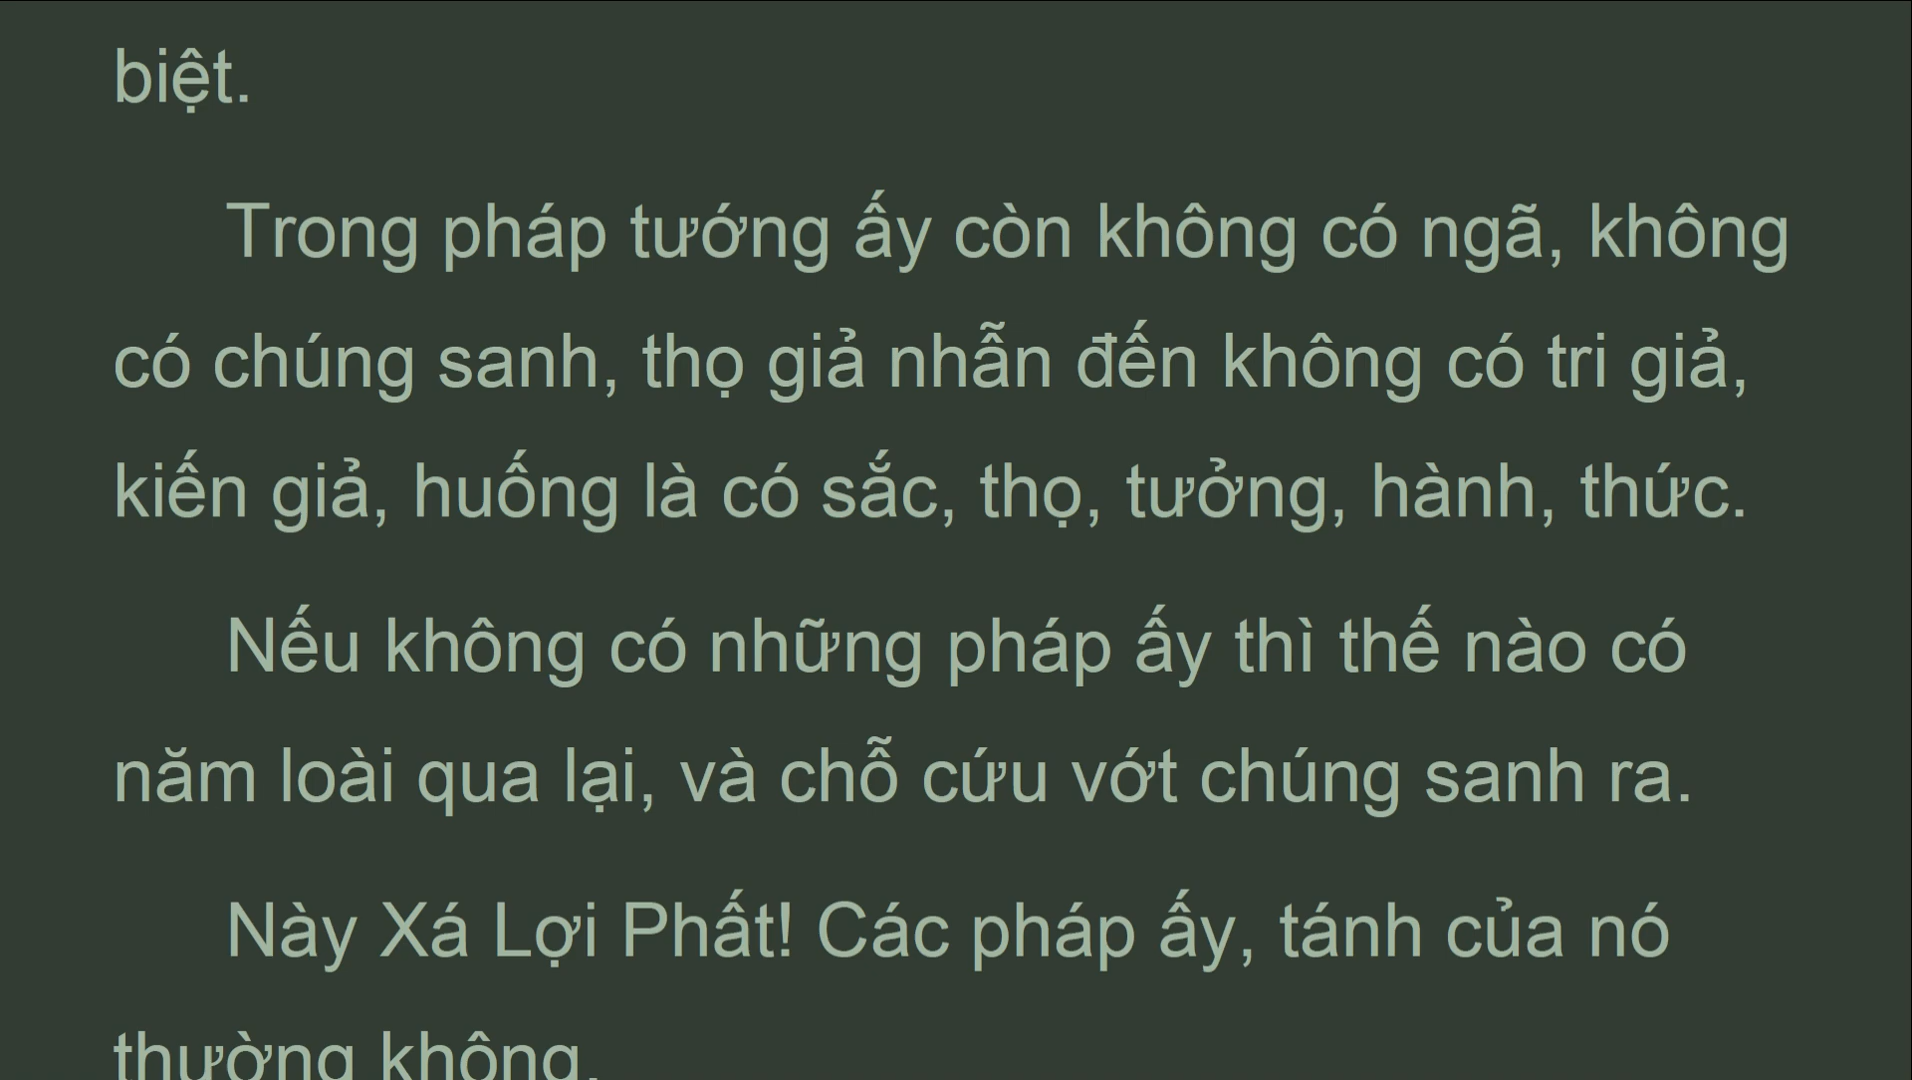 biệt.
Trong pháp tướng ấy còn không có ngã, không
có chúng sanh, thọ giả nhẫn đến không có tri giả,
kiến giả, huống là có sắc, thọ, tưởng, hành, thức.
Nếu không có những pháp ấy thì thế nào có
năm loài qua lại, và chỗ cứu vớt chúng sanh ra.
Này Xá Lợi Phất! Các pháp ấy, tánh của nó
thường không.